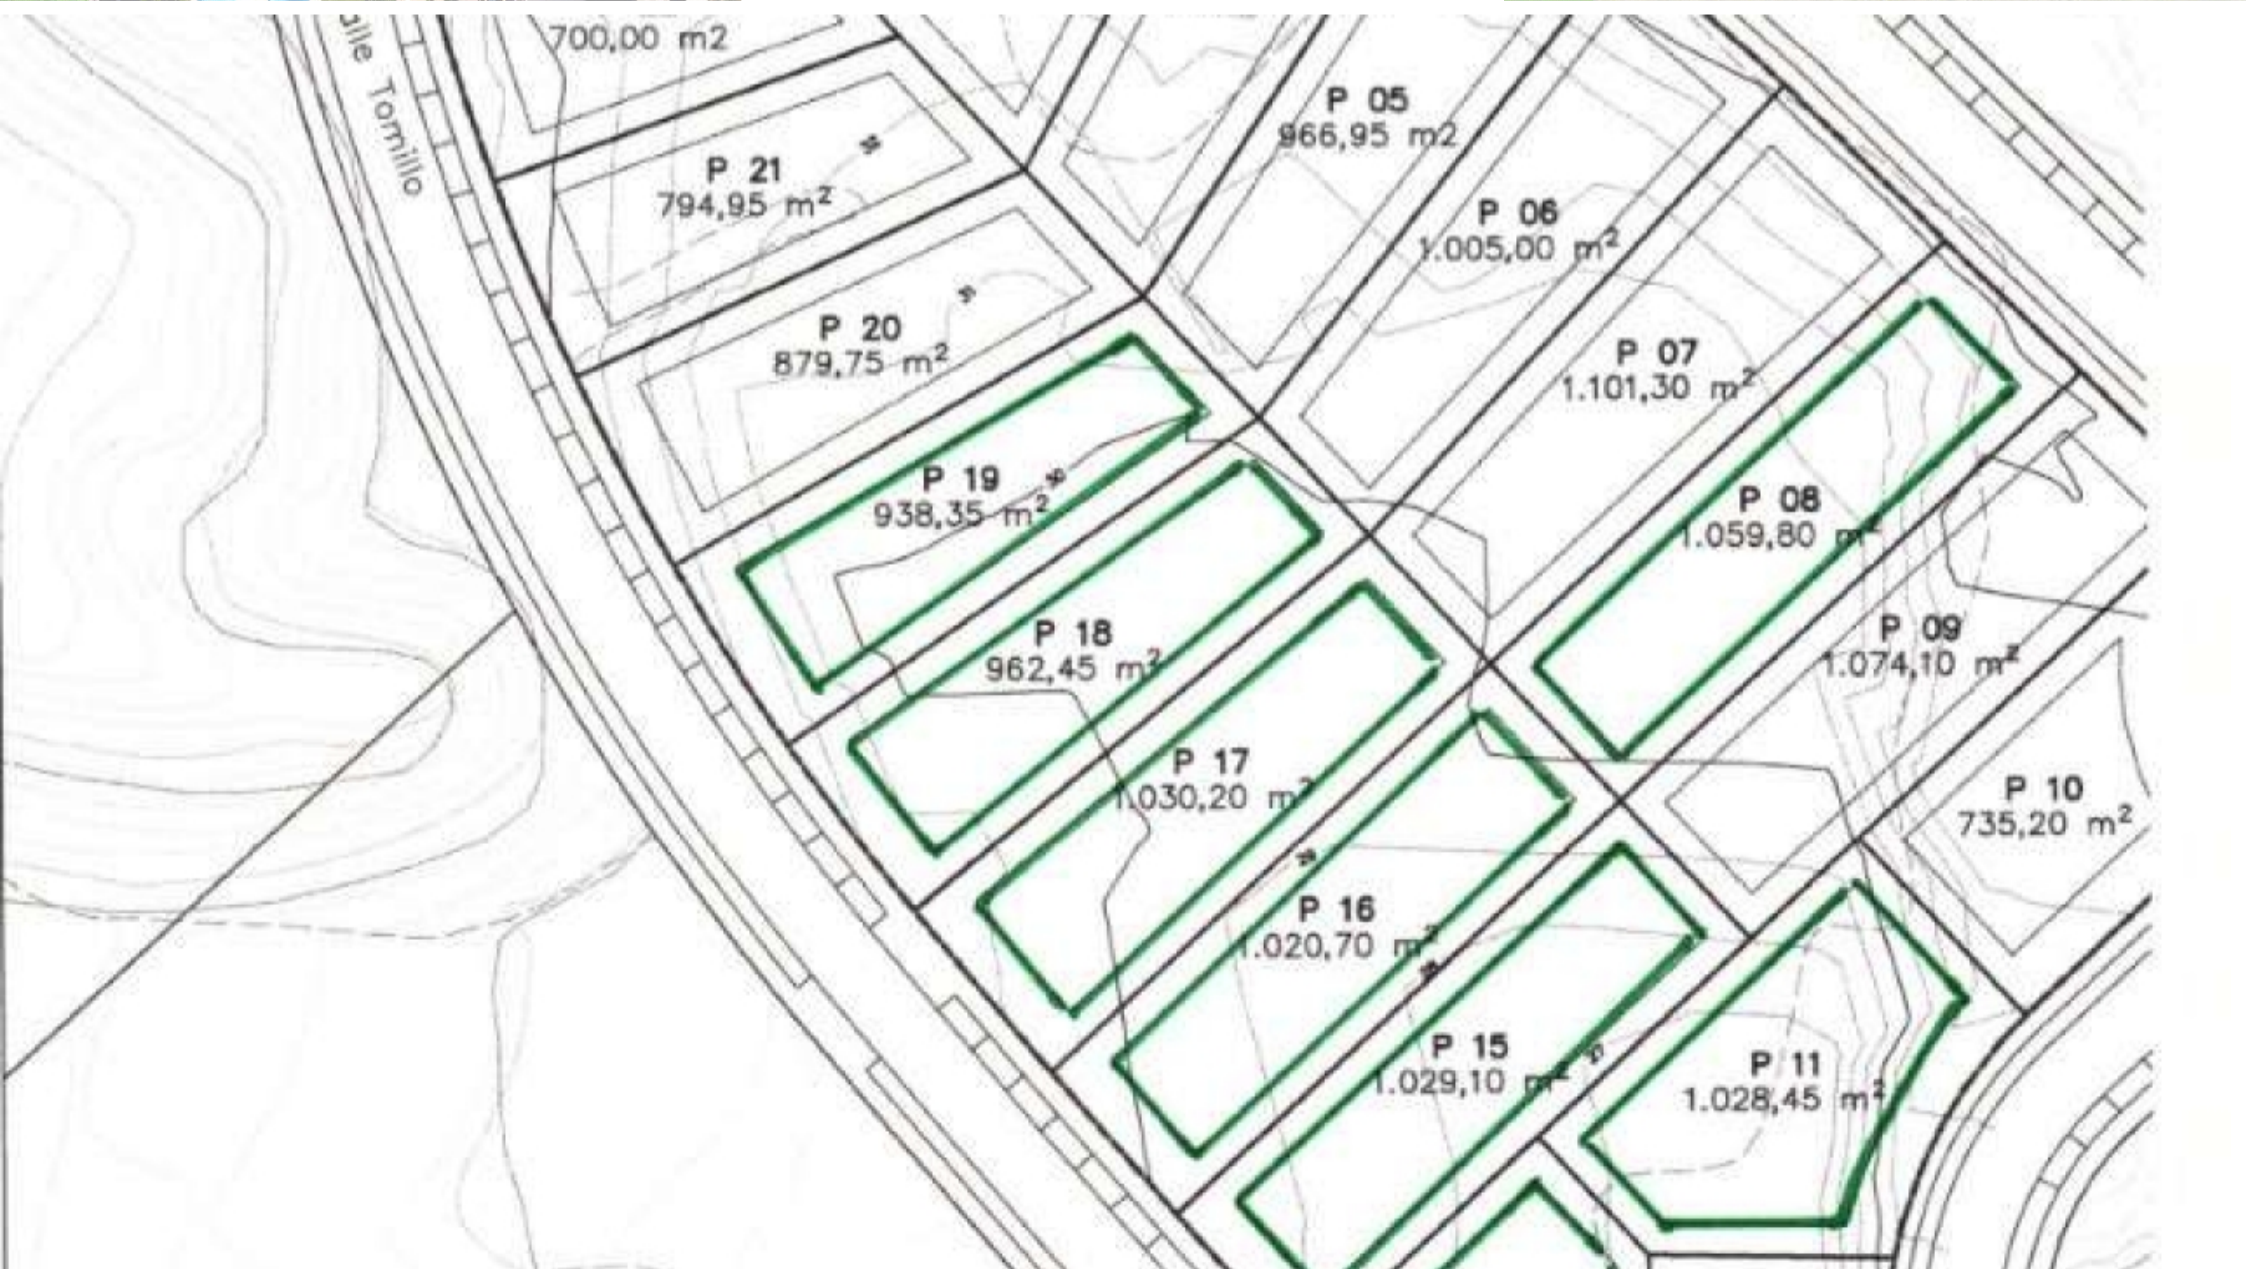 700,00 m2
alle Tomillo
P 05
966,95 m2
P 21
794,95 m²
P 06
1.005,00 m²
P 20
879,75 m²
P 07
1.101,30 m²
P 19
938,35 m²
P 08
1.059,80 m²
P 18
962,45 m²
P 09
1.074,10 m²
P 17
1.030,20 m²
P 10
735,20 m²
P 16
1.020,70 m²
P 15
1.029,10 m²
P 11
1.028,45 m²